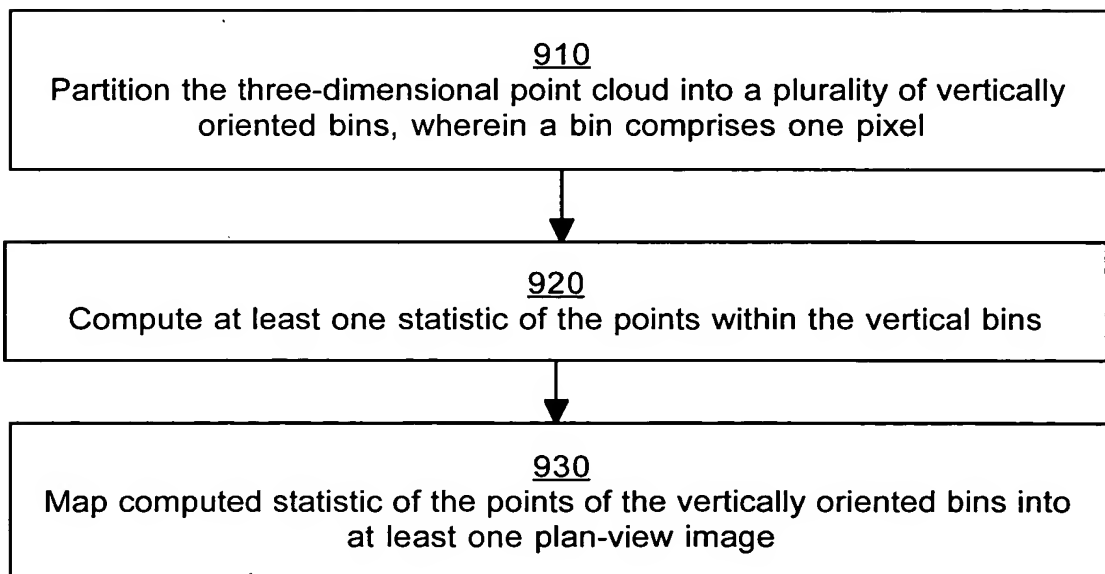 910
Partition the three-dimensional point cloud into a plurality of vertically
oriented bins, wherein a bin comprises one pixel
920
Compute at least one statistic of the points within the vertical bins
930
Map computed statistic of the points of the vertically oriented bins into
at least one plan-view image